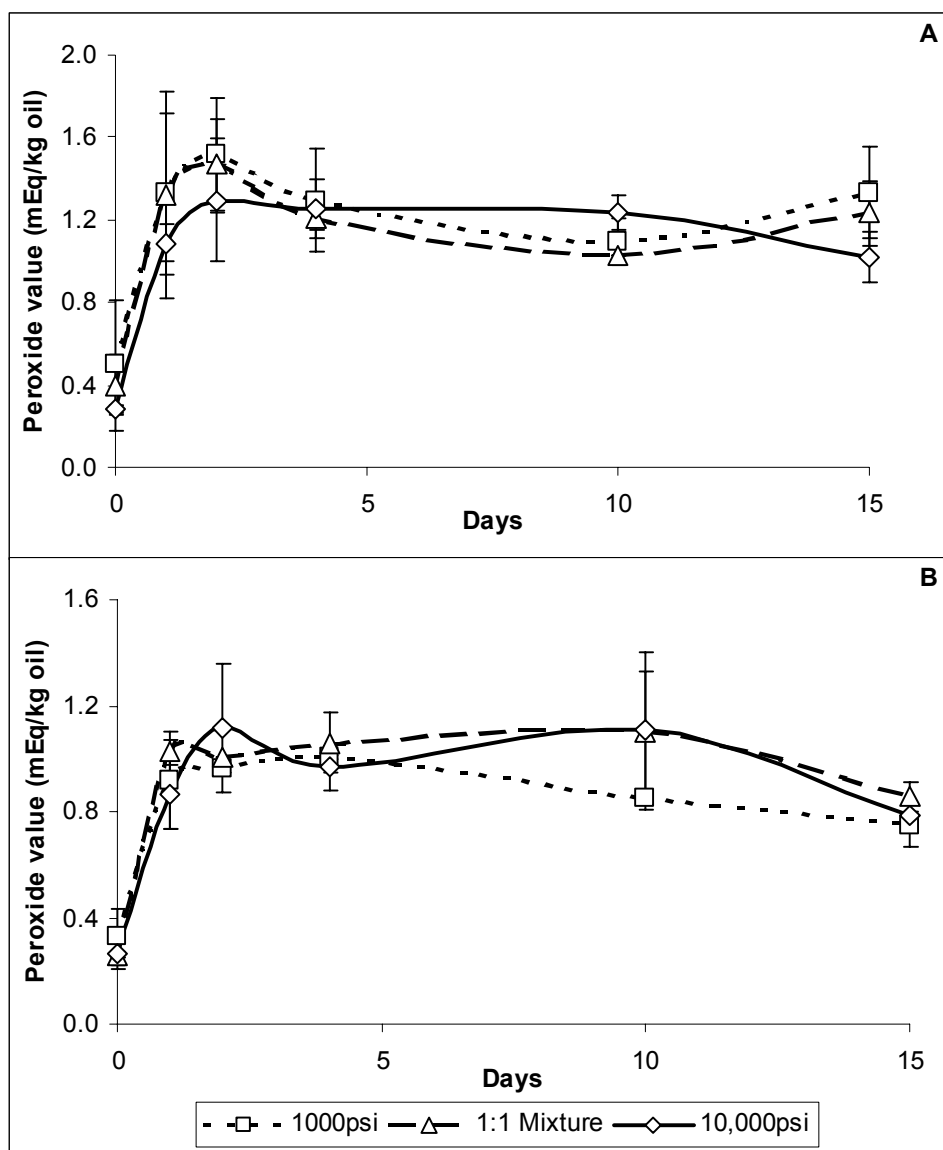 A
Peroxide value (mEq/kg oil)
2.0
1.6
1.2
0.8
0.4
0.0
0 5 10 15
Days
B
Peroxide value (mEq/kg oil)
1.6
1.2
0.8
0.4
0.0
0 5 10 15
Days
1000psi 1:1 Mixture 10,000psi